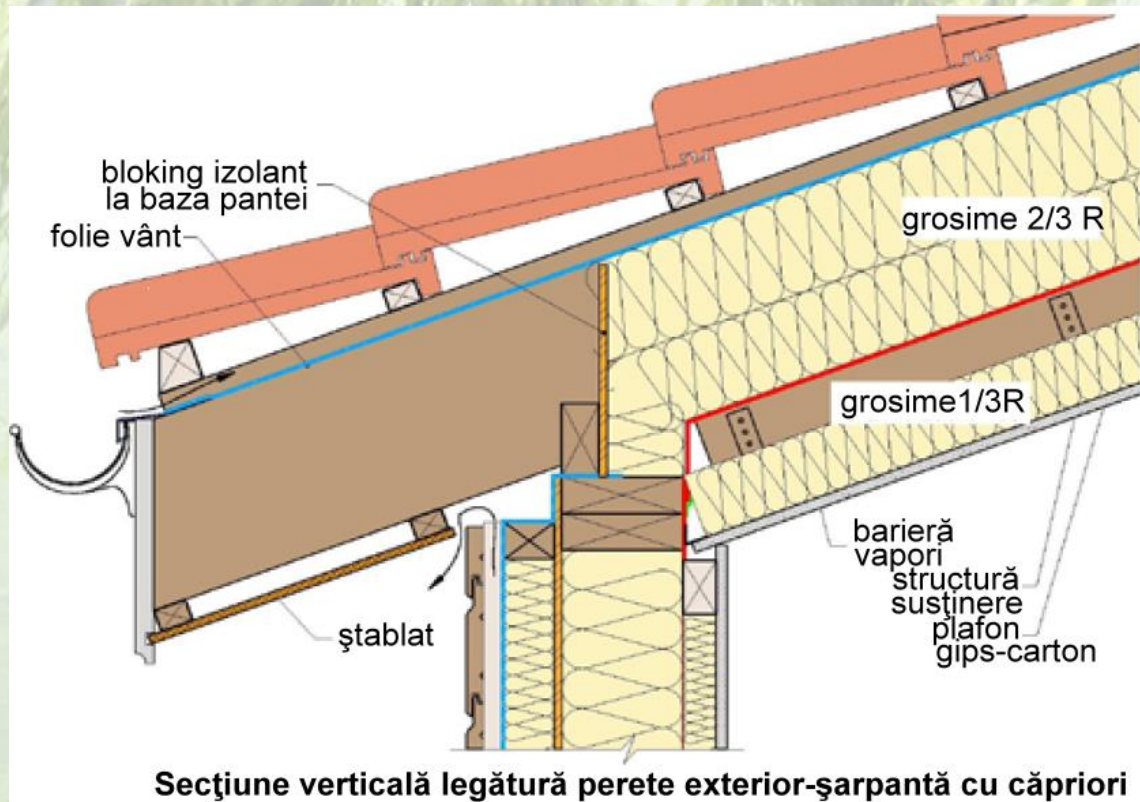 bloking izolant
la baza pantei
folie vânt
grosime 2/3 R
grosime1/3R
barieră
vapori
structură
susţinere
plafon
gips-carton
ştablat
Secţiune verticală legătură perete exterior-şarpantă cu căpriori